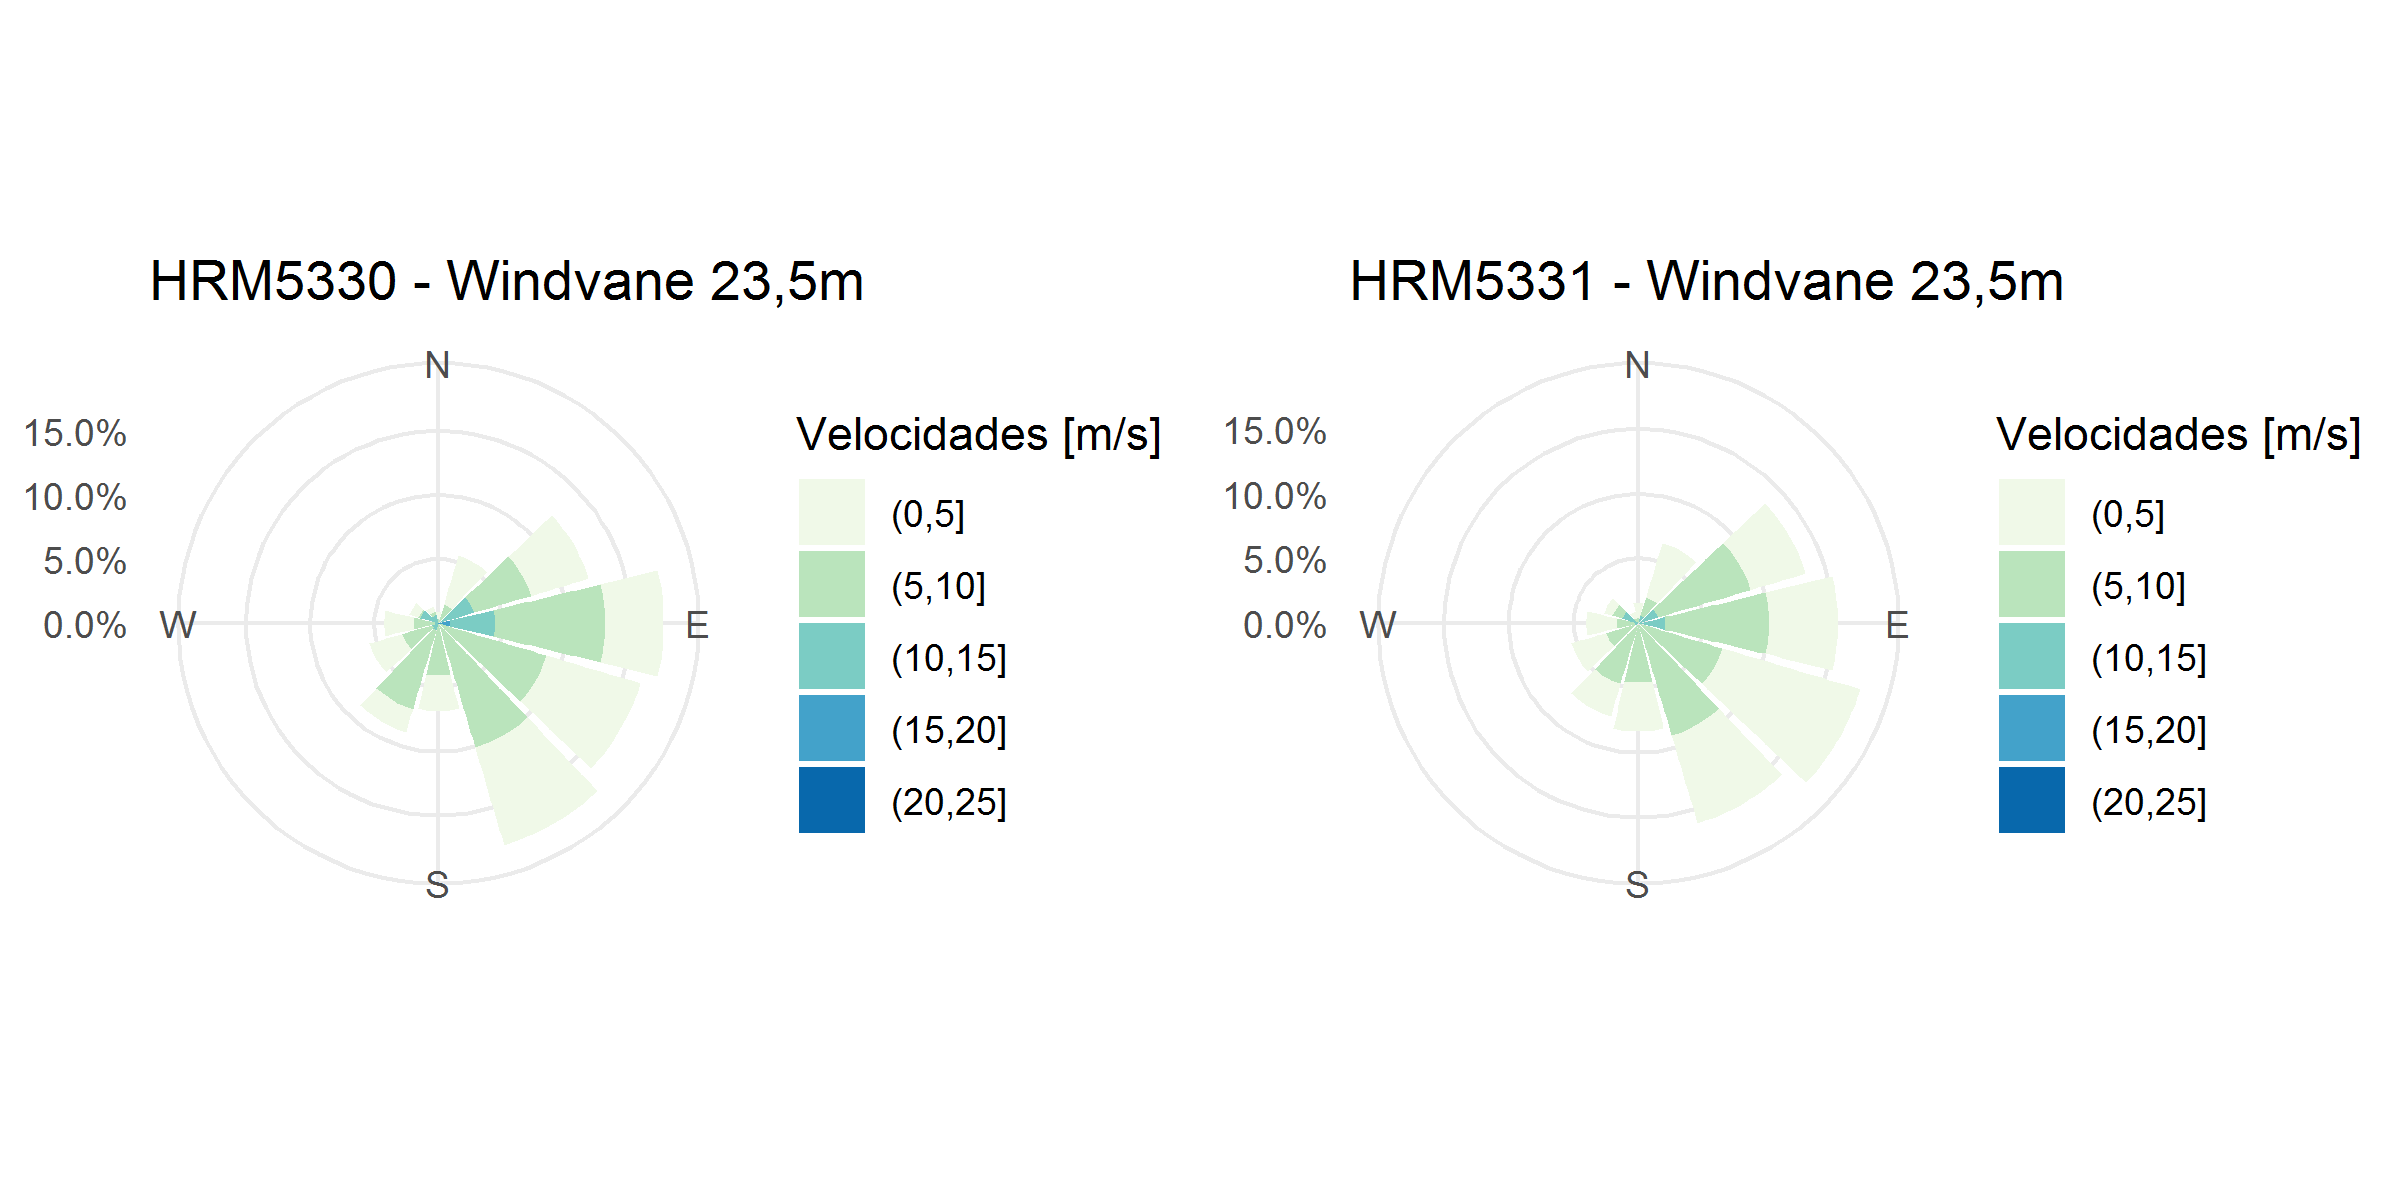 HRM5330 - Windvane 23,5m
N
15.0%
10.0%
5.0%
0.0%
W
E
S
Velocidades [m/s]
(0,5]
(5,10]
(10,15]
(15,20]
(20,25]
HRM5331 - Windvane 23,5m
N
15.0%
10.0%
5.0%
0.0%
W
E
S
Velocidades [m/s]
(0,5]
(5,10]
(10,15]
(15,20]
(20,25]